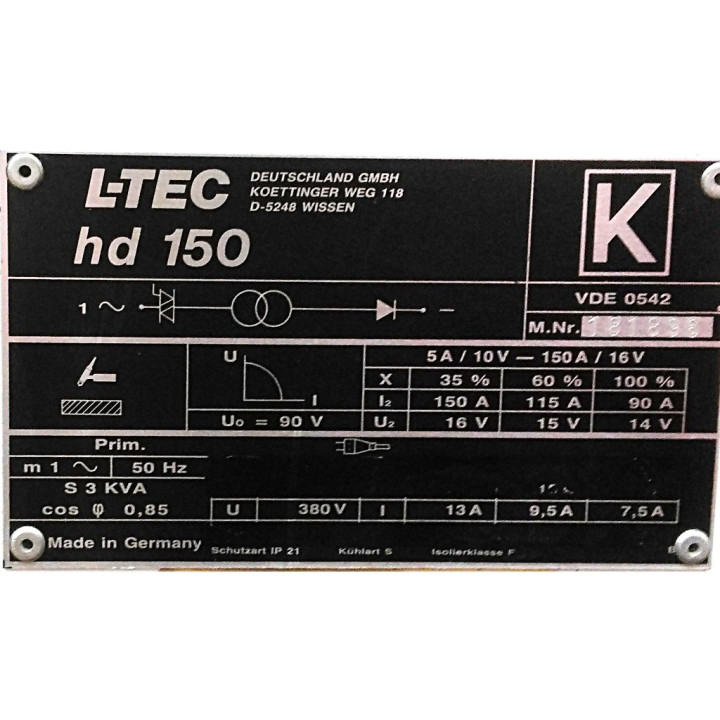 L-TEC
DEUTSCHLAND GMBH
KOETTINGER WEG 118
D-5248 WISSEN
hd 150
K
1 ~
–
VDE 0542
M.Nr.
U
I
U₀ = 90 V
5A / 10V — 150A / 16V
X 35 % 60 % 100 %
I₂ 150 A 115 A 90 A
U₂ 16 V 15 V 14 V
Prim.
m 1 ~ 50 Hz
S 3 KVA
cos φ 0,85
U 380V I 13A 9,5A 7,5A
Made in Germany
Schutzart IP 21 Kühlart S Isolierklasse F